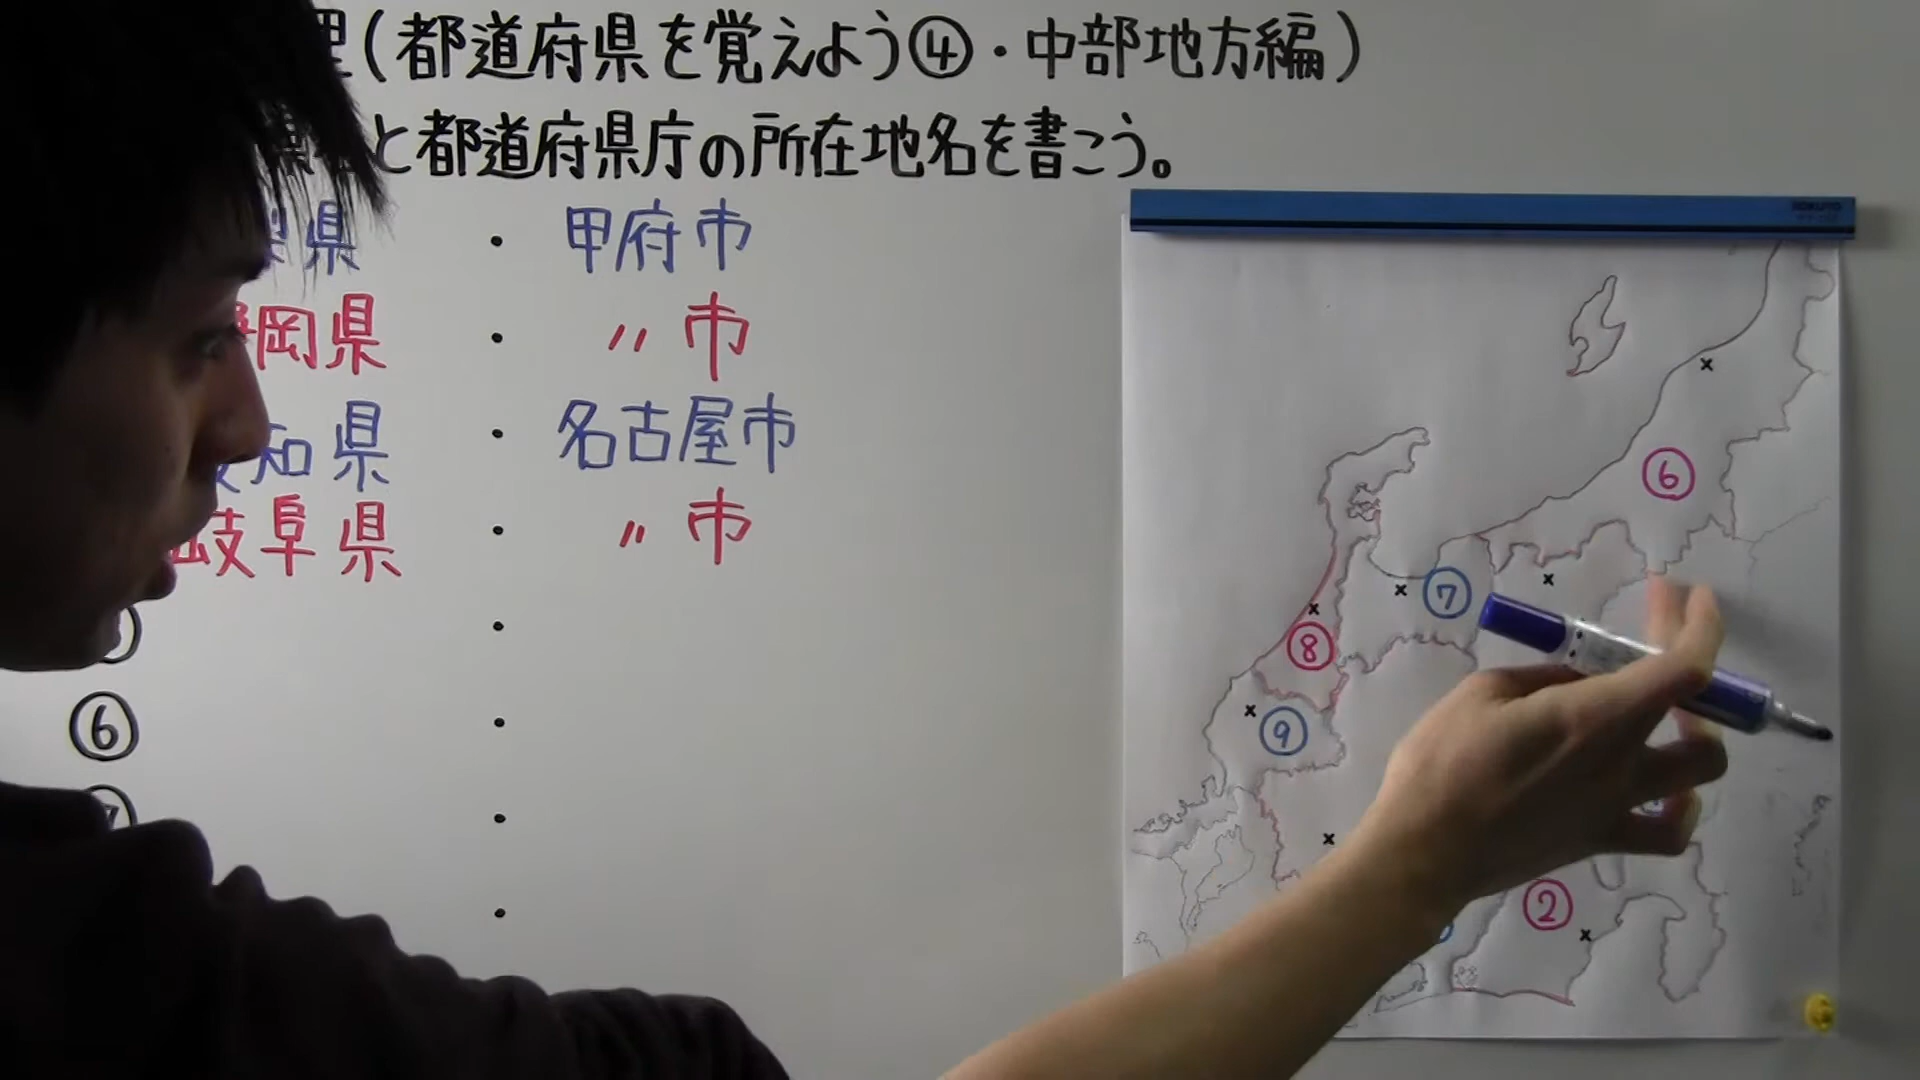 (都道府県を覚えよう④・中部地方編)
県 と都道府県庁の所在地名を書こう。
県 ・ 甲府市
岡県 ・ 〃市
知県 ・ 名古屋市
岐阜県 ・ 〃市
・
⑥ ・
・
・
⑥
⑦
⑧
⑨
②